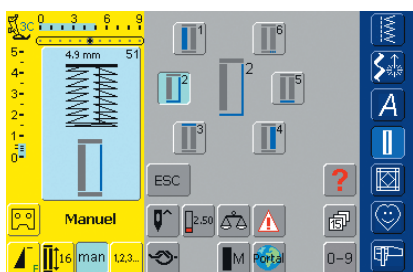 3C 0 3 6 9
5-
4-
3-
2-
1-
0
4.9 mm 51
1
6
2
2
5
3
4
ESC
?
A
Manuel
2.50
15
F
16
man
1,2,3...
M
Portal
0-9